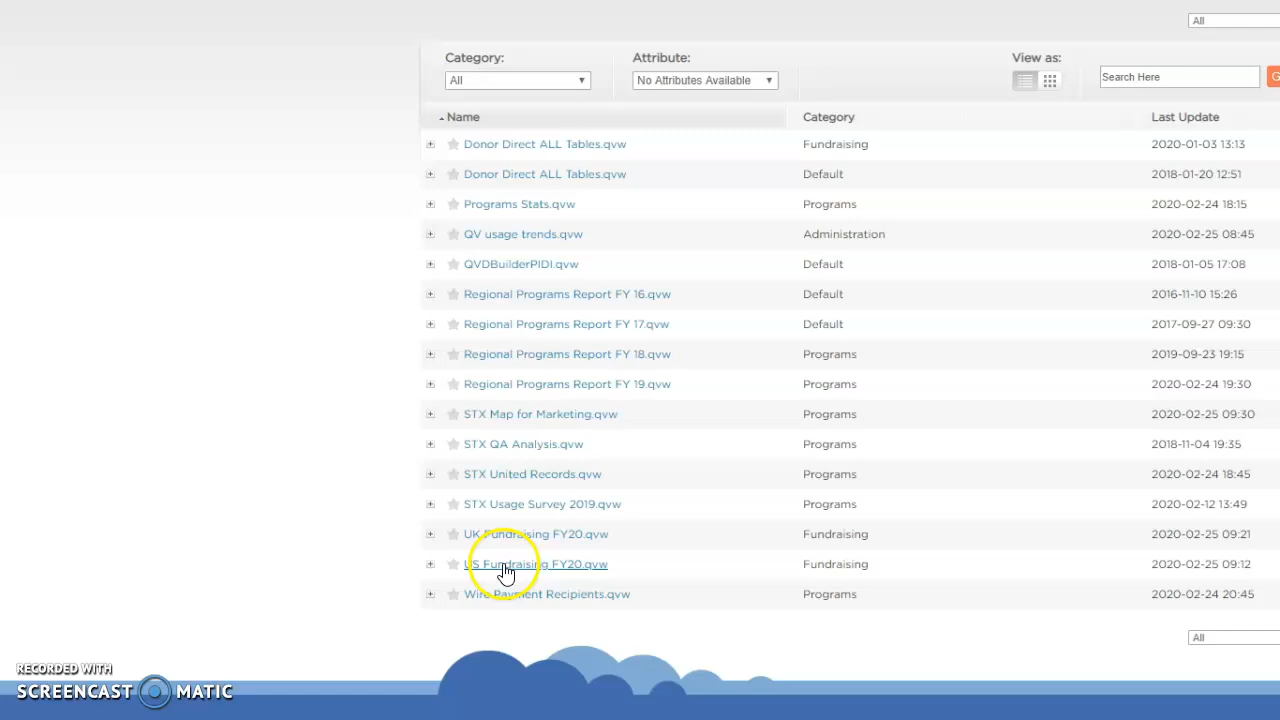 All
Category: Attribute: View as:
All No Attributes Available Search Here G
Name Category Last Update
Donor Direct ALL Tables.qvw Fundraising 2020-01-03 13:13
Donor Direct ALL Tables.qvw Default 2018-01-20 12:51
Programs Stats.qvw Programs 2020-02-24 18:15
QV usage trends.qvw Administration 2020-02-25 08:45
QVDBuilderPIDI.qvw Default 2018-01-05 17:08
Regional Programs Report FY 16.qvw Default 2016-11-10 15:26
Regional Programs Report FY 17.qvw Default 2017-09-27 09:30
Regional Programs Report FY 18.qvw Programs 2019-09-23 19:15
Regional Programs Report FY 19.qvw Programs 2020-02-24 19:30
STX Map for Marketing.qvw Programs 2020-02-25 09:30
STX QA Analysis.qvw Programs 2018-11-04 19:35
STX United Records.qvw Programs 2020-02-24 18:45
STX Usage Survey 2019.qvw Programs 2020-02-12 13:49
UK Fundraising FY20.qvw Fundraising 2020-02-25 09:21
US Fundraising FY20.qvw Fundraising 2020-02-25 09:12
Wire Payment Recipients.qvw Programs 2020-02-24 20:45
All
RECORDED WITH
SCREENCAST MATIC